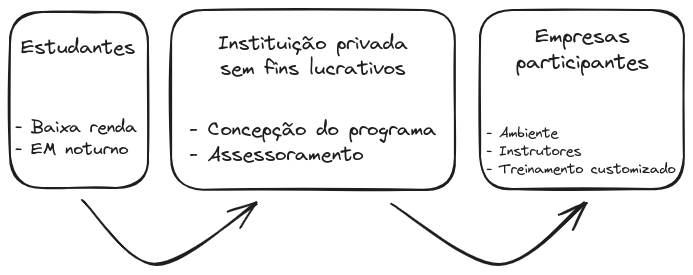 Estudantes
- Baixa renda
- EM noturno
Instituição privada
sem fins lucrativos
- Concepção do programa
- Assessoramento
Empresas
participantes
- Ambiente
- Instrutores
- Treinamento customizado